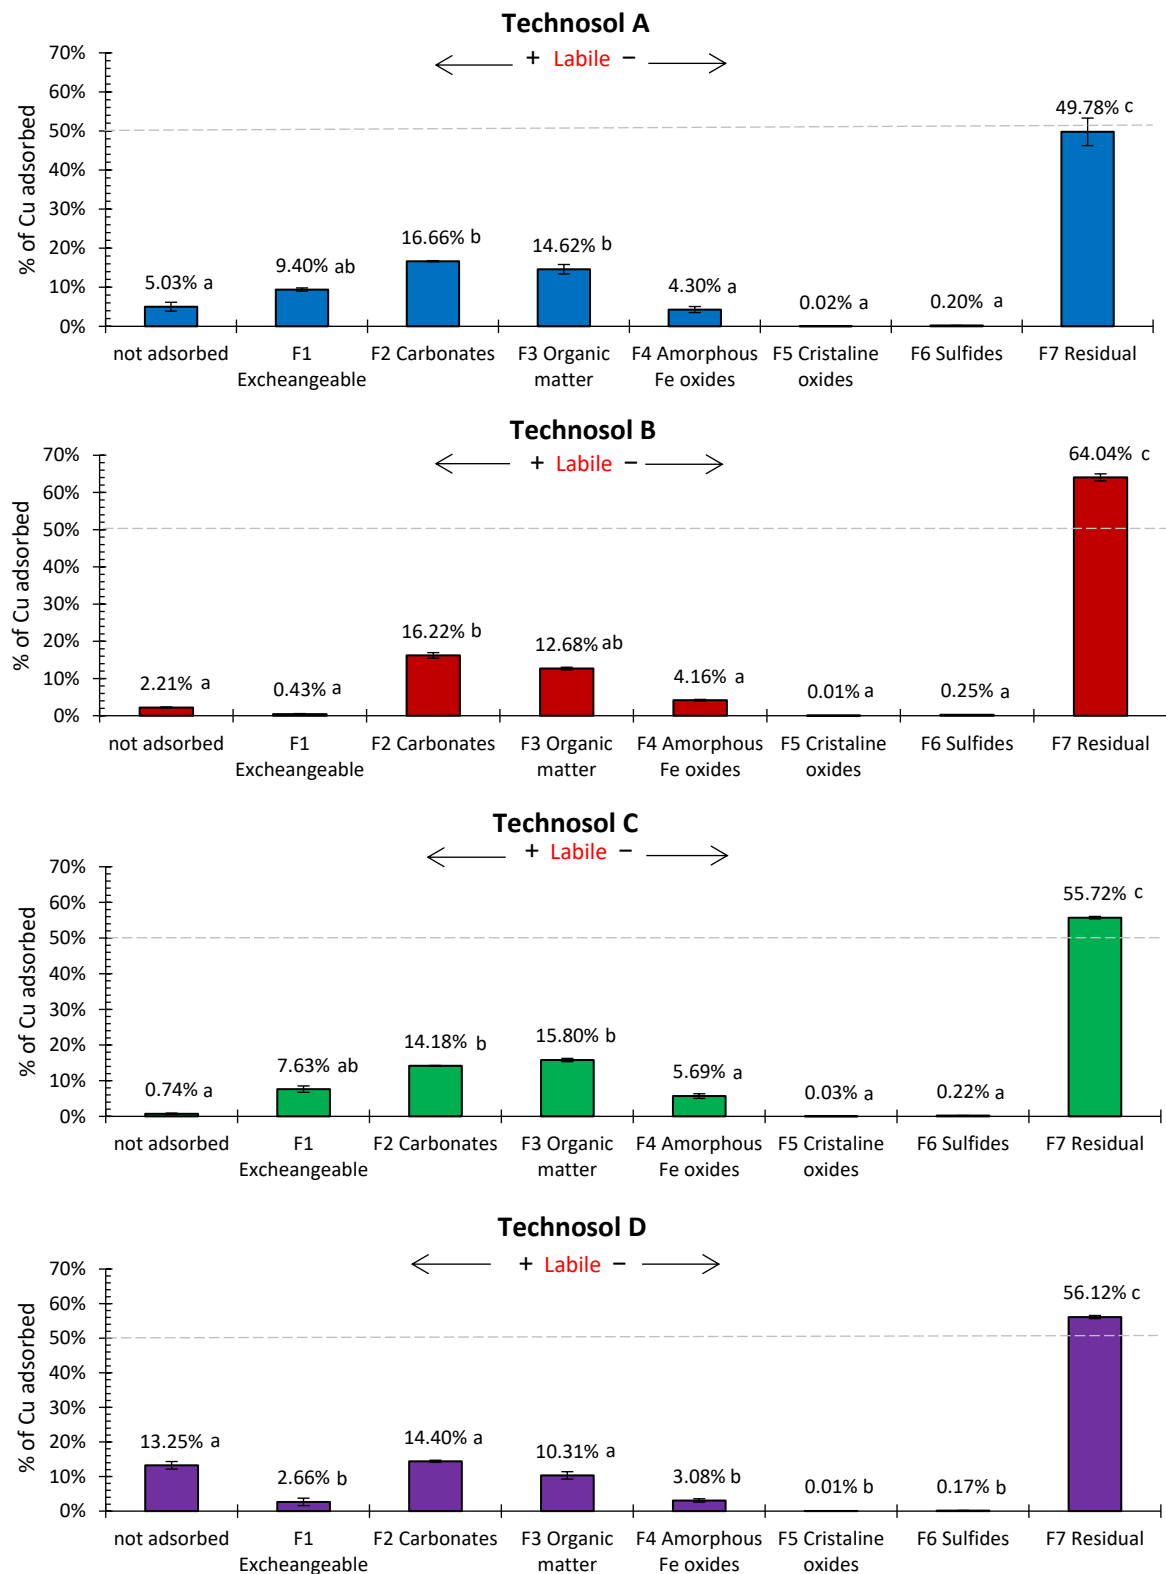 Technosol A
+ Labile −
% of Cu adsorbed
70%
60%
50%
40%
30%
20%
10%
0%
5.03% a
9.40% ab
16.66% b
14.62% b
4.30% a
0.02% a
0.20% a
49.78% c
not adsorbed
F1
Excheangeable
F2 Carbonates
F3 Organic
matter
F4 Amorphous
Fe oxides
F5 Cristaline
oxides
F6 Sulfides
F7 Residual
Technosol B
+ Labile −
% of Cu adsorbed
70%
60%
50%
40%
30%
20%
10%
0%
2.21% a
0.43% a
16.22% b
12.68% ab
4.16% a
0.01% a
0.25% a
64.04% c
not adsorbed
F1
Excheangeable
F2 Carbonates
F3 Organic
matter
F4 Amorphous
Fe oxides
F5 Cristaline
oxides
F6 Sulfides
F7 Residual
Technosol C
+ Labile −
% of Cu adsorbed
70%
60%
50%
40%
30%
20%
10%
0%
0.74% a
7.63% ab
14.18% b
15.80% b
5.69% a
0.03% a
0.22% a
55.72% c
not adsorbed
F1
Excheangeable
F2 Carbonates
F3 Organic
matter
F4 Amorphous
Fe oxides
F5 Cristaline
oxides
F6 Sulfides
F7 Residual
Technosol D
+ Labile −
% of Cu adsorbed
70%
60%
50%
40%
30%
20%
10%
0%
13.25% a
2.66% b
14.40% a
10.31% a
3.08% b
0.01% b
0.17% b
56.12% c
not adsorbed
F1
Excheangeable
F2 Carbonates
F3 Organic
matter
F4 Amorphous
Fe oxides
F5 Cristaline
oxides
F6 Sulfides
F7 Residual